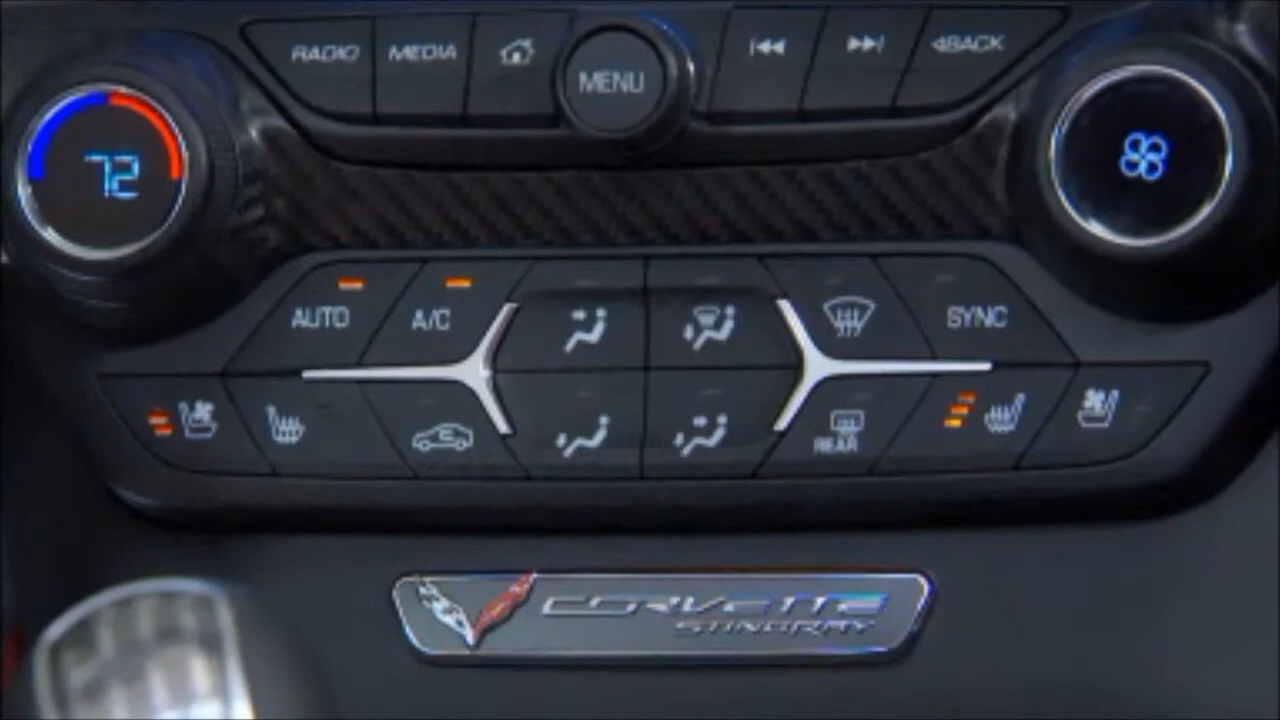 RADIO MEDIA MENU BACK
72
AUTO A/C SYNC
REAR
CORVETTE
STINGRAY